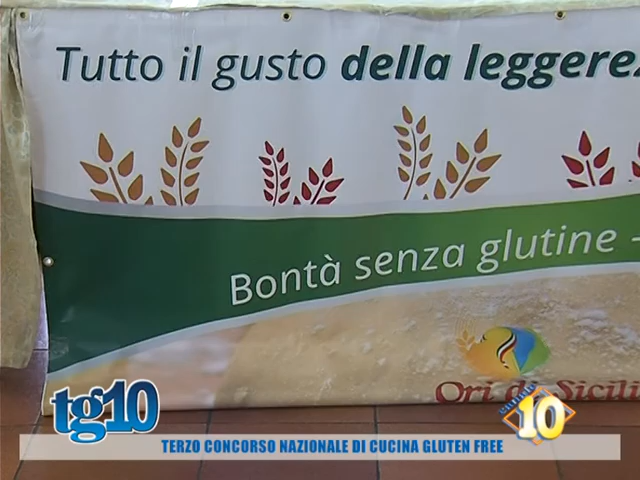 Tutto il gusto della leggerez
Bontà senza glutine -
Ori di Sicili
tg10
10
TERZO CONCORSO NAZIONALE DI CUCINA GLUTEN FREE